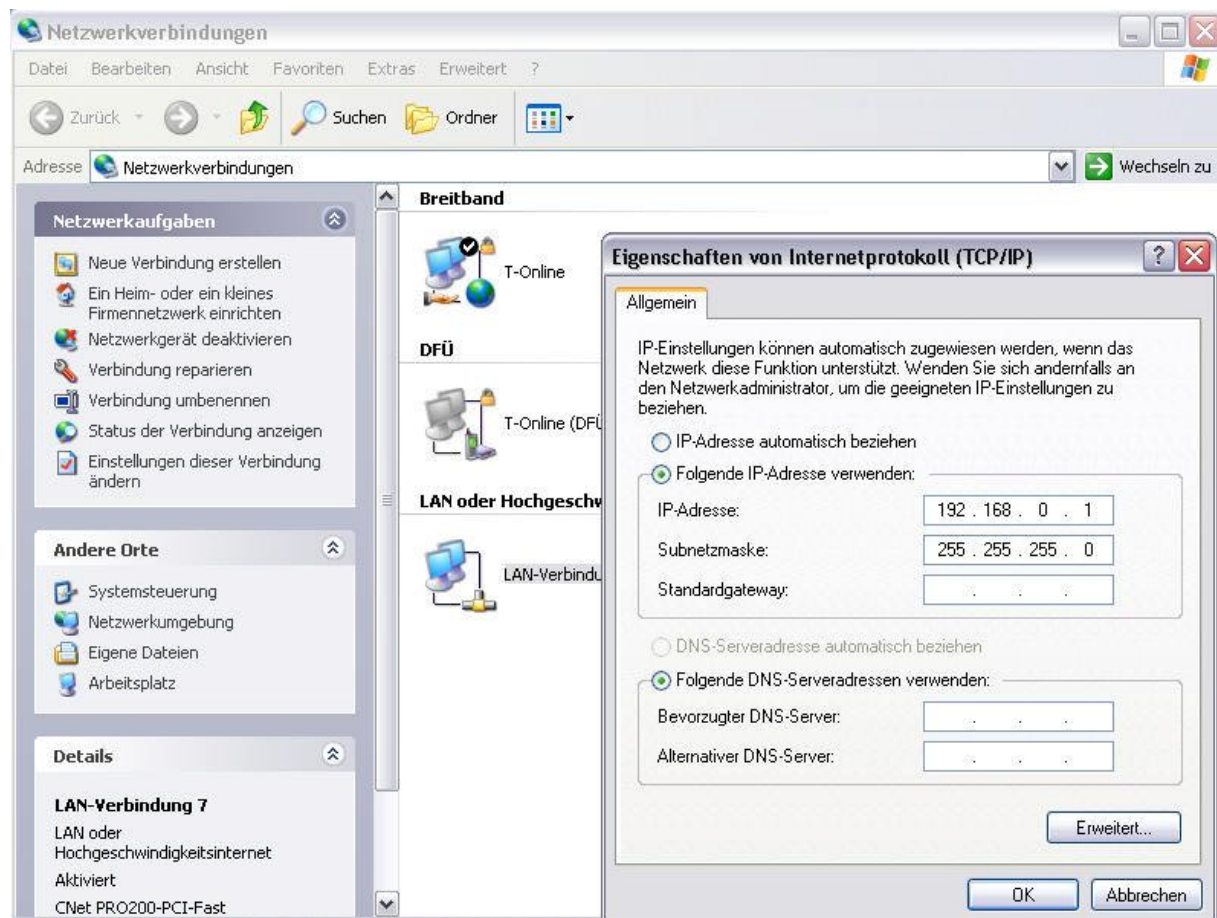 Netzwerkverbindungen
Datei Bearbeiten Ansicht Favoriten Extras Erweitert ?
Zurück Suchen Ordner
Adresse Netzwerkverbindungen Wechseln zu
Netzwerkaufgaben
Neue Verbindung erstellen
Ein Heim- oder ein kleines
Firmennetzwerk einrichten
Netzwerkgerät deaktivieren
Verbindung reparieren
Verbindung umbenennen
Status der Verbindung anzeigen
Einstellungen dieser Verbindung
ändern
Andere Orte
Systemsteuerung
Netzwerkumgebung
Eigene Dateien
Arbeitsplatz
Details
LAN-Verbindung 7
LAN oder
Hochgeschwindigkeitsinternet
Aktiviert
CNet PRO200-PCI-Fast
Breitband
T-Online
DFÜ
T-Online (DFÜ
LAN oder Hochgeschw
LAN-Verbindu
Eigenschaften von Internetprotokoll (TCP/IP)
Allgemein
IP-Einstellungen können automatisch zugewiesen werden, wenn das
Netzwerk diese Funktion unterstützt. Wenden Sie sich andernfalls an
den Netzwerkadministrator, um die geeigneten IP-Einstellungen zu
beziehen.
IP-Adresse automatisch beziehen
Folgende IP-Adresse verwenden:
IP-Adresse: 192 . 168 . 0 . 1
Subnetzmaske: 255 . 255 . 255 . 0
Standardgateway: . . .
DNS-Serveradresse automatisch beziehen
Folgende DNS-Serveradressen verwenden:
Bevorzugter DNS-Server: . . .
Alternativer DNS-Server: . . .
Erweitert...
OK Abbrechen